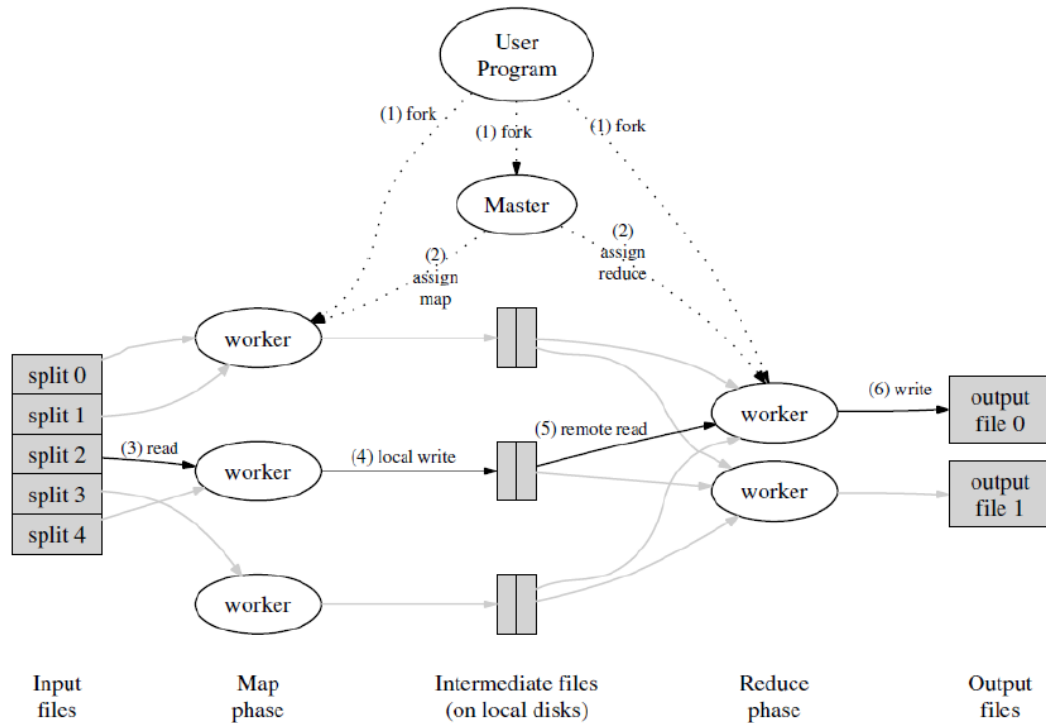 User
Program
(1) fork
(1) fork
(1) fork
Master
(2)
assign
map
(2)
assign
reduce
worker
split 0
split 1
split 2
split 3
split 4
(3) read
worker
(4) local write
(5) remote read
worker
(6) write
output
file 0
worker
output
file 1
worker
Input
files
Map
phase
Intermediate files
(on local disks)
Reduce
phase
Output
files